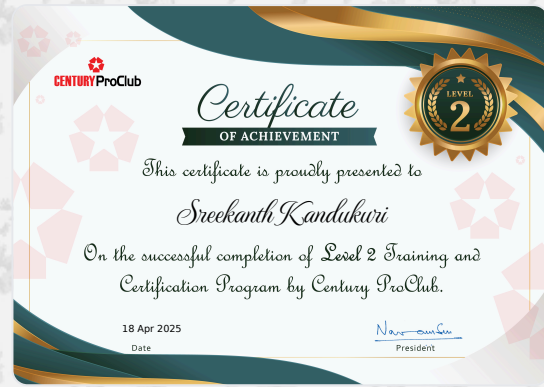 CENTURY ProClub
LEVEL
2
Certificate
OF ACHIEVEMENT
This certificate is proudly presented to
Sreekanth Kandukuri
On the successful completion of Level 2 Training and
Certification Program by Century ProClub.
18 Apr 2025
Date
President